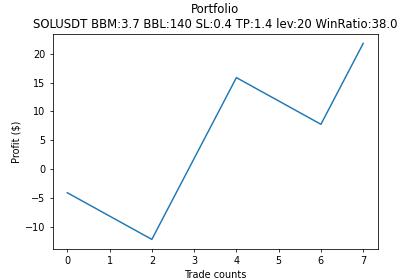 Portfolio
SOLUSDT BBM:3.7 BBL:140 SL:0.4 TP:1.4 lev:20 WinRatio:38.0
Profit ($)
20
15
10
5
0
−5
−10
0 1 2 3 4 5 6 7
Trade counts